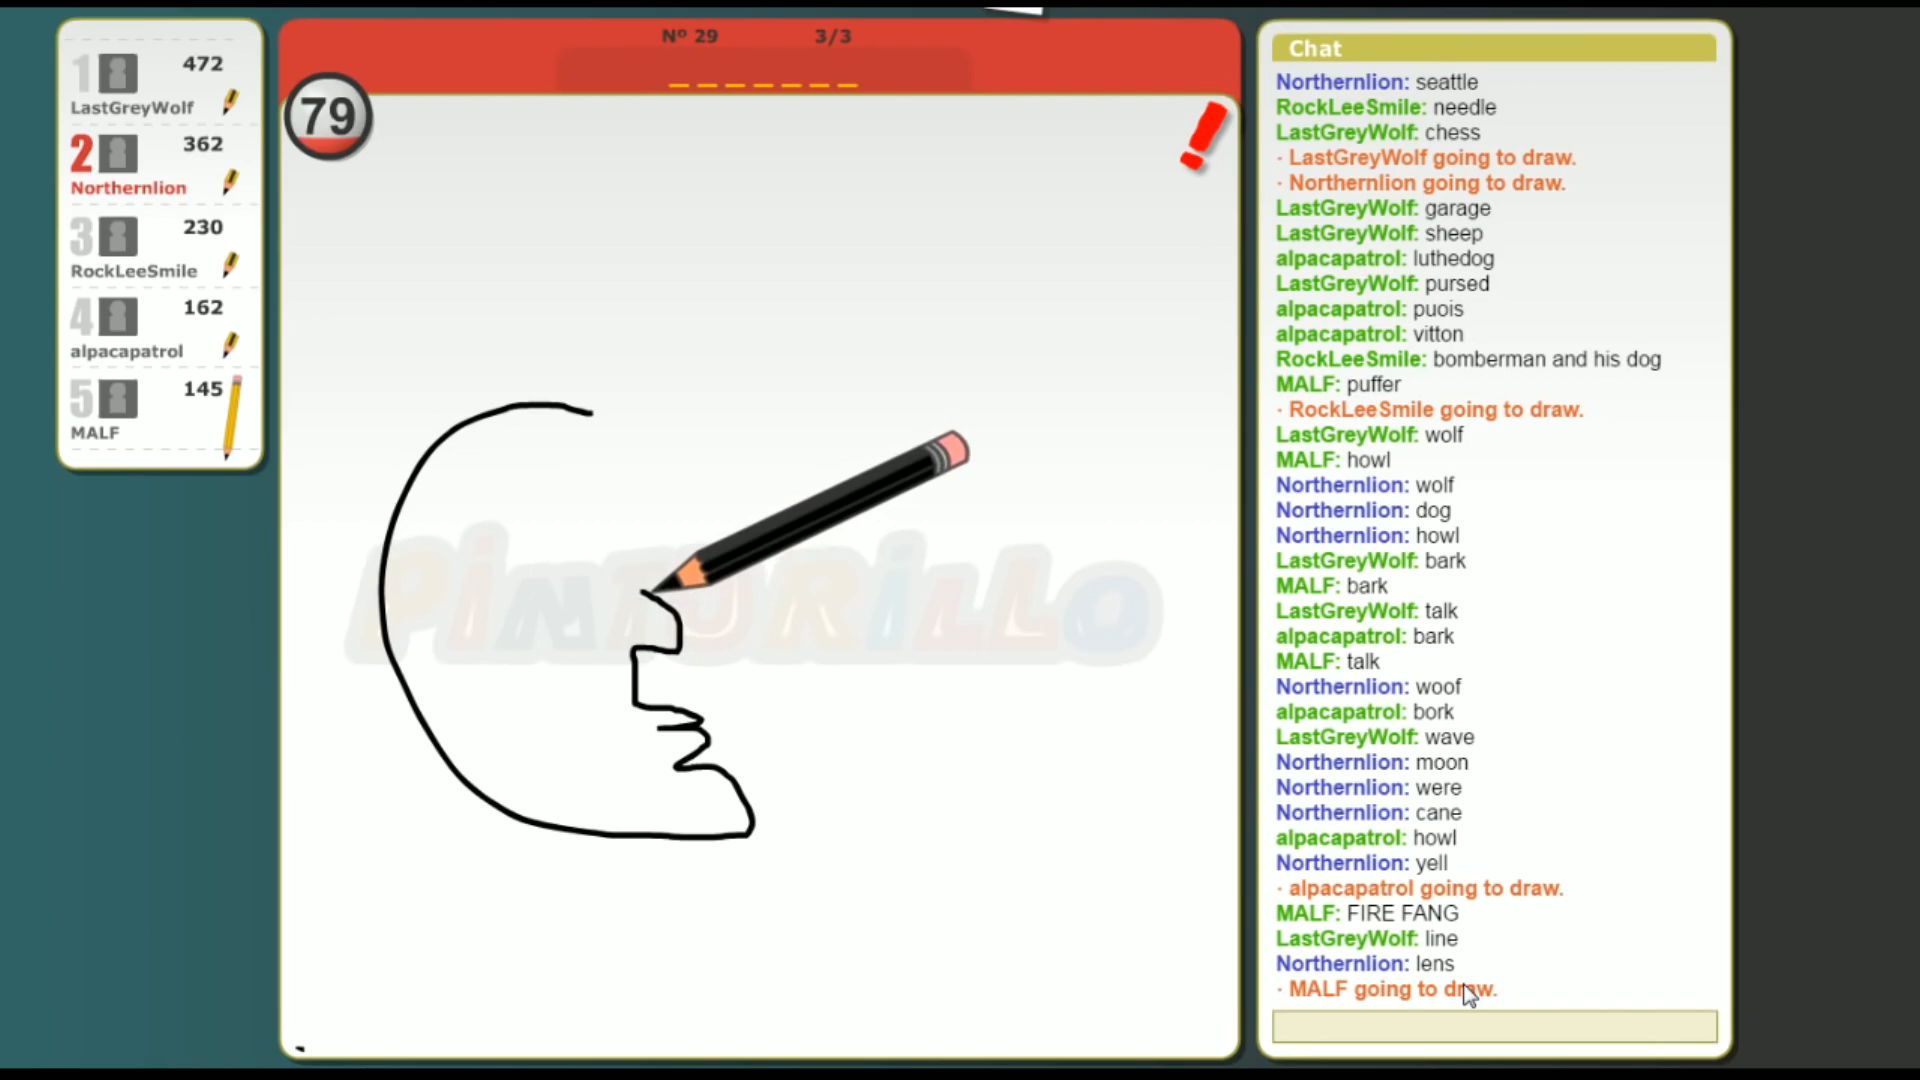 1 472
LastGreyWolf
2 362
Northernlion
3 230
RockLeeSmile
4 162
alpacapatrol
5 145
MALF
Nº 29 3/3
_ _ _ _ _ _ _
79
PINTURILLO
Chat
Northernlion: seattle
RockLeeSmile: needle
LastGreyWolf: chess
· LastGreyWolf going to draw.
· Northernlion going to draw.
LastGreyWolf: garage
LastGreyWolf: sheep
alpacapatrol: luthedog
LastGreyWolf: pursed
alpacapatrol: puois
alpacapatrol: vitton
RockLeeSmile: bomberman and his dog
MALF: puffer
· RockLeeSmile going to draw.
LastGreyWolf: wolf
MALF: howl
Northernlion: wolf
Northernlion: dog
Northernlion: howl
LastGreyWolf: bark
MALF: bark
LastGreyWolf: talk
alpacapatrol: bark
MALF: talk
Northernlion: woof
alpacapatrol: bork
LastGreyWolf: wave
Northernlion: moon
Northernlion: were
Northernlion: cane
alpacapatrol: howl
Northernlion: yell
· alpacapatrol going to draw.
MALF: FIRE FANG
LastGreyWolf: line
Northernlion: lens
· MALF going to draw.